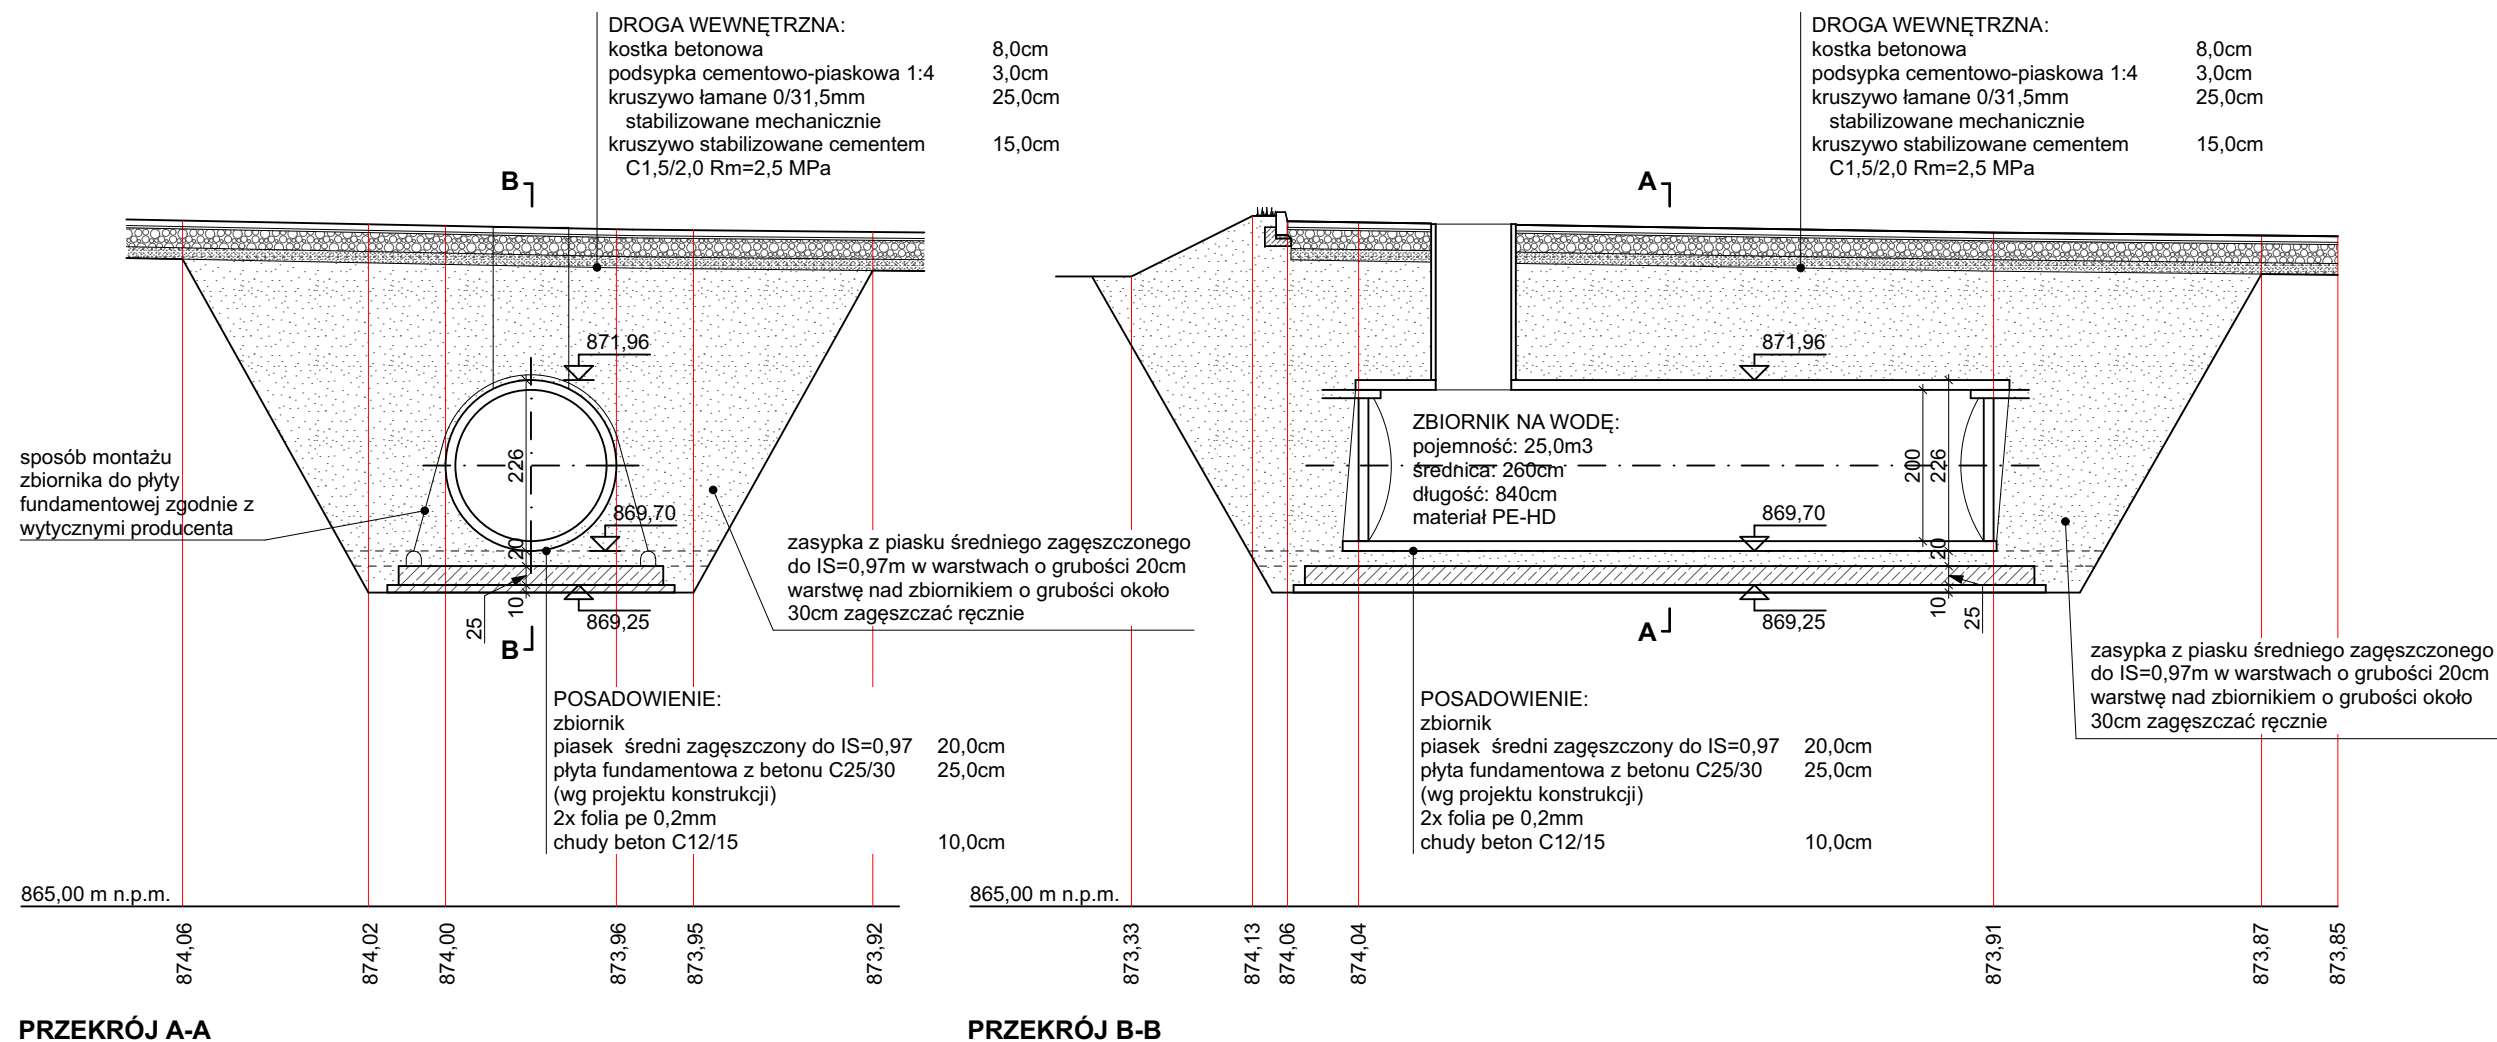 DROGA WEWNĘTRZNA:
kostka betonowa 8,0cm
podsypka cementowo-piaskowa 1:4 3,0cm
kruszywo łamane 0/31,5mm 25,0cm
stabilizowane mechanicznie
kruszywo stabilizowane cementem 15,0cm
C1,5/2,0 Rm=2,5 MPa
B
871,96
226
sposób montażu
zbiornika do płyty
fundamentowej zgodnie z
wytycznymi producenta
869,70
20
zasypka z piasku średniego zagęszczonego
do IS=0,97m w warstwach o grubości 20cm
warstwę nad zbiornikiem o grubości około
30cm zagęszczać ręcznie
25
10
869,25
B
POSADOWIENIE:
zbiornik
piasek średni zagęszczony do IS=0,97 20,0cm
płyta fundamentowa z betonu C25/30 25,0cm
(wg projektu konstrukcji)
2x folia pe 0,2mm
chudy beton C12/15 10,0cm
865,00 m n.p.m.
874,06
874,02
874,00
873,96
873,95
873,92
PRZEKRÓJ A-A
DROGA WEWNĘTRZNA:
kostka betonowa 8,0cm
podsypka cementowo-piaskowa 1:4 3,0cm
kruszywo łamane 0/31,5mm 25,0cm
stabilizowane mechanicznie
kruszywo stabilizowane cementem 15,0cm
C1,5/2,0 Rm=2,5 MPa
A
871,96
ZBIORNIK NA WODĘ:
pojemność: 25,0m3
średnica: 260cm
długość: 840cm
materiał PE-HD
200
226
869,70
20
10
25
869,25
A
zasypka z piasku średniego zagęszczonego
do IS=0,97m w warstwach o grubości 20cm
warstwę nad zbiornikiem o grubości około
30cm zagęszczać ręcznie
POSADOWIENIE:
zbiornik
piasek średni zagęszczony do IS=0,97 20,0cm
płyta fundamentowa z betonu C25/30 25,0cm
(wg projektu konstrukcji)
2x folia pe 0,2mm
chudy beton C12/15 10,0cm
865,00 m n.p.m.
873,33
874,13
874,06
874,04
873,91
873,87
873,85
PRZEKRÓJ B-B